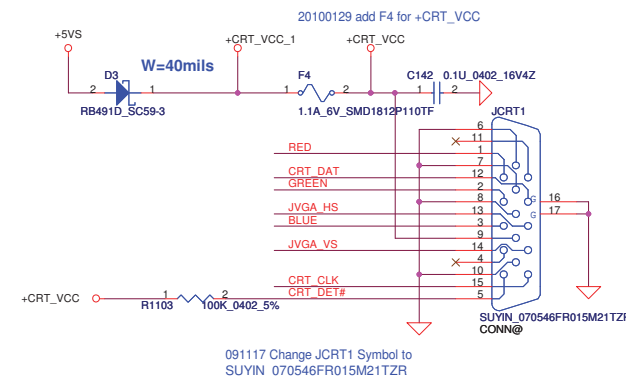 20100129 add F4 for +CRT_VCC
+5VS
+CRT_VCC_1
+CRT_VCC
W=40mils
D3
F4
C142 0.1U_0402_16V4Z
2 1
1 2
1 2
RB491D_SC59-3
1.1A_6V_SMD1812P110TF
JCRT1
6
11
RED 1
7
CRT_DAT 12
GREEN 2
8
G 16
JVGA_HS 13
G 17
BLUE 3
9
JVGA_VS 14
4
10
CRT_CLK 15
CRT_DET# 5
+CRT_VCC
1 2
R1103 100K_0402_5%
SUYIN_070546FR015M21TZR
CONN@
091117 Change JCRT1 Symbol to
SUYIN_070546FR015M21TZR